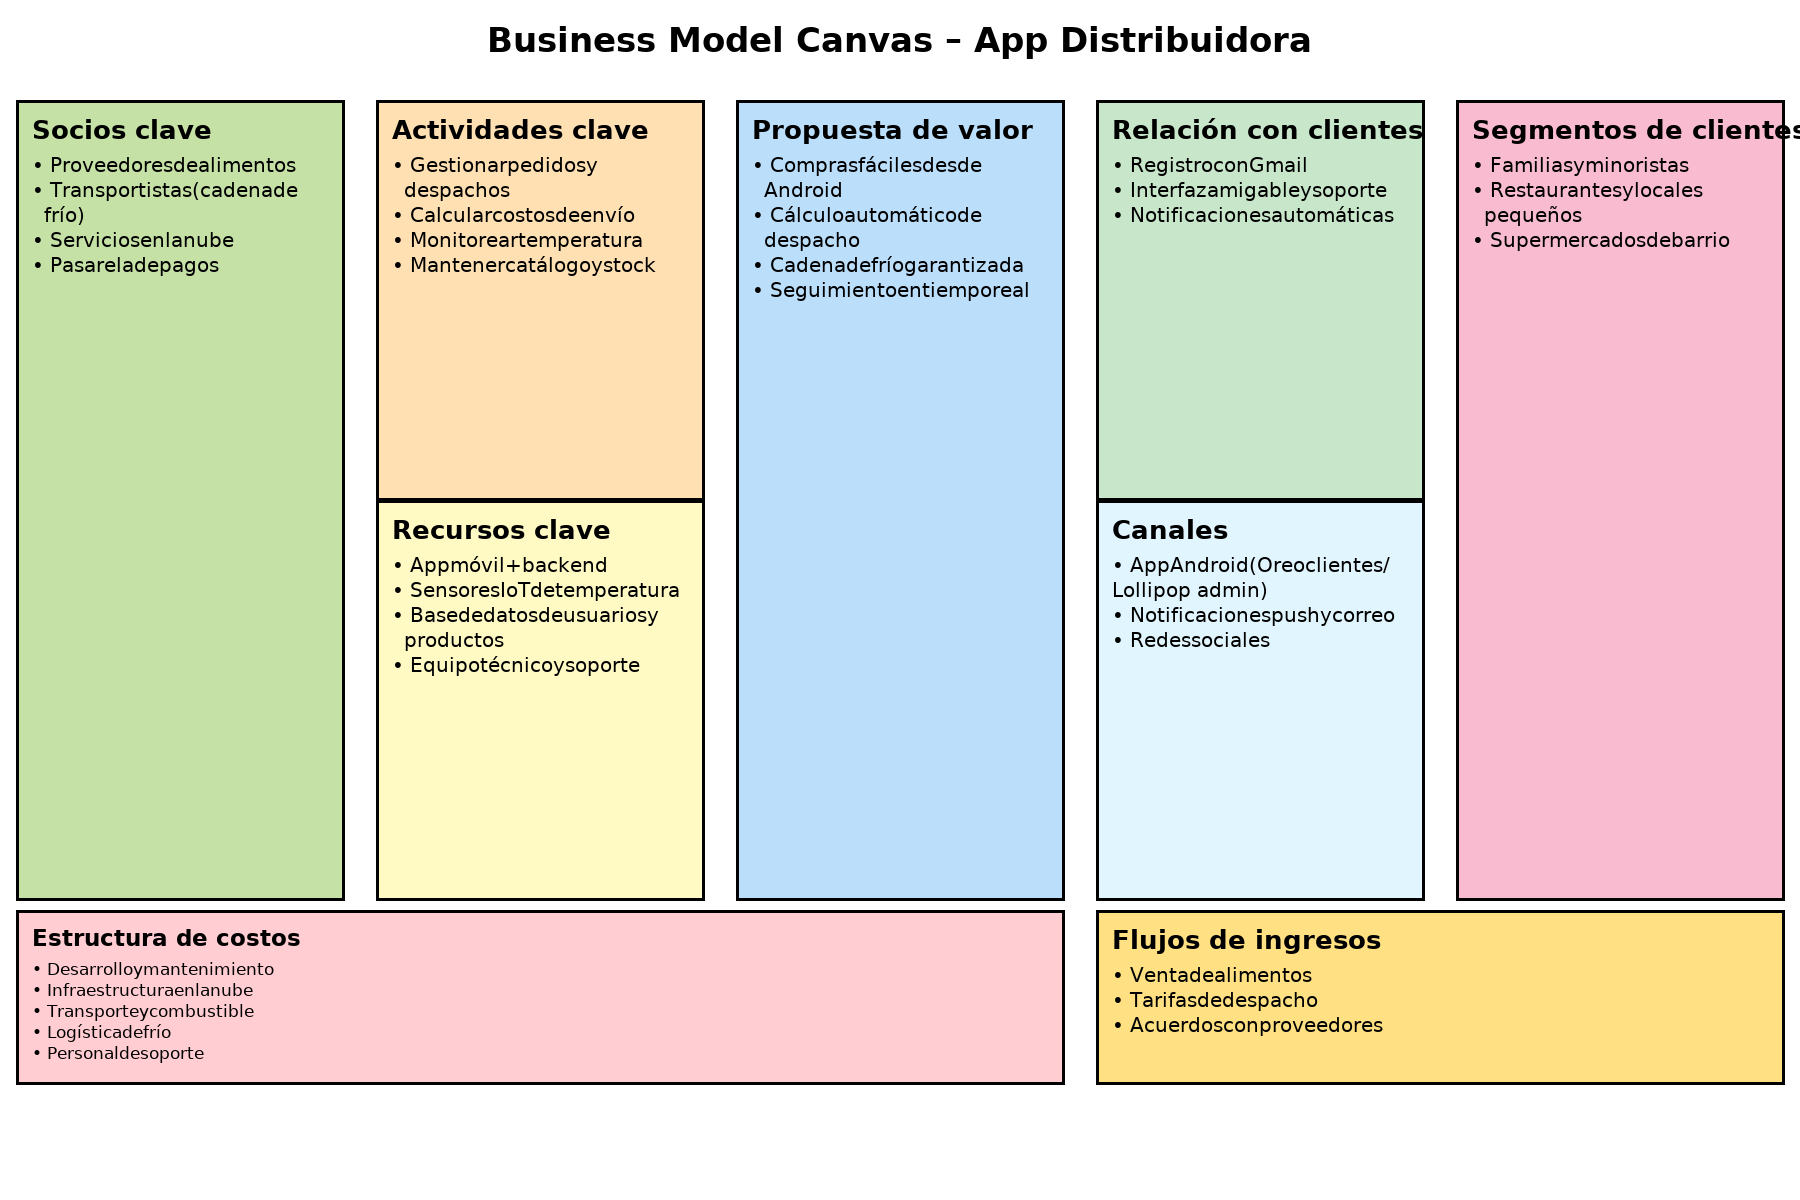 Business Model Canvas – App Distribuidora
Socios clave
• Proveedoresdealimentos
• Transportistas(cadenade
frío)
• Serviciosenlanube
• Pasareladepagos
Actividades clave
• Gestionarpedidosy
despachos
• Calcularcostosdeenvío
• Monitoreartemperatura
• Mantenercatálogoystock
Recursos clave
• Appmóvil+backend
• SensoresIoTdetemperatura
• Basededatosdeusuariosy
productos
• Equipotécnicoysoporte
Propuesta de valor
• Comprasfácilesdesde
Android
• Cálculoautomáticode
despacho
• Cadenadefríogarantizada
• Seguimientoentiemporeal
Relación con clientes
• RegistroconGmail
• Interfazamigableysoporte
• Notificacionesautomáticas
Canales
• AppAndroid(Oreoclientes/
Lollipop admin)
• Notificacionespushycorreo
• Redessociales
Segmentos de clientes
• Familiasyminoristas
• Restaurantesylocales
pequeños
• Supermercadosdebarrio
Estructura de costos
• Desarrolloymantenimiento
• Infraestructuraenlanube
• Transporteycombustible
• Logísticadefrío
• Personaldesoporte
Flujos de ingresos
• Ventadealimentos
• Tarifasdedespacho
• Acuerdosconproveedores